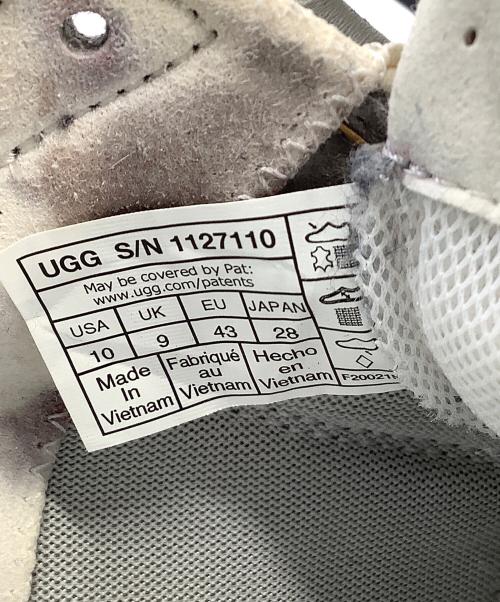 UGG S/N 1127110
May be covered by Pat:
www.ugg.com/patents
USA UK EU JAPAN
10 9 43 28
Made In Vietnam
Fabriqué au Vietnam
Hecho en Vietnam